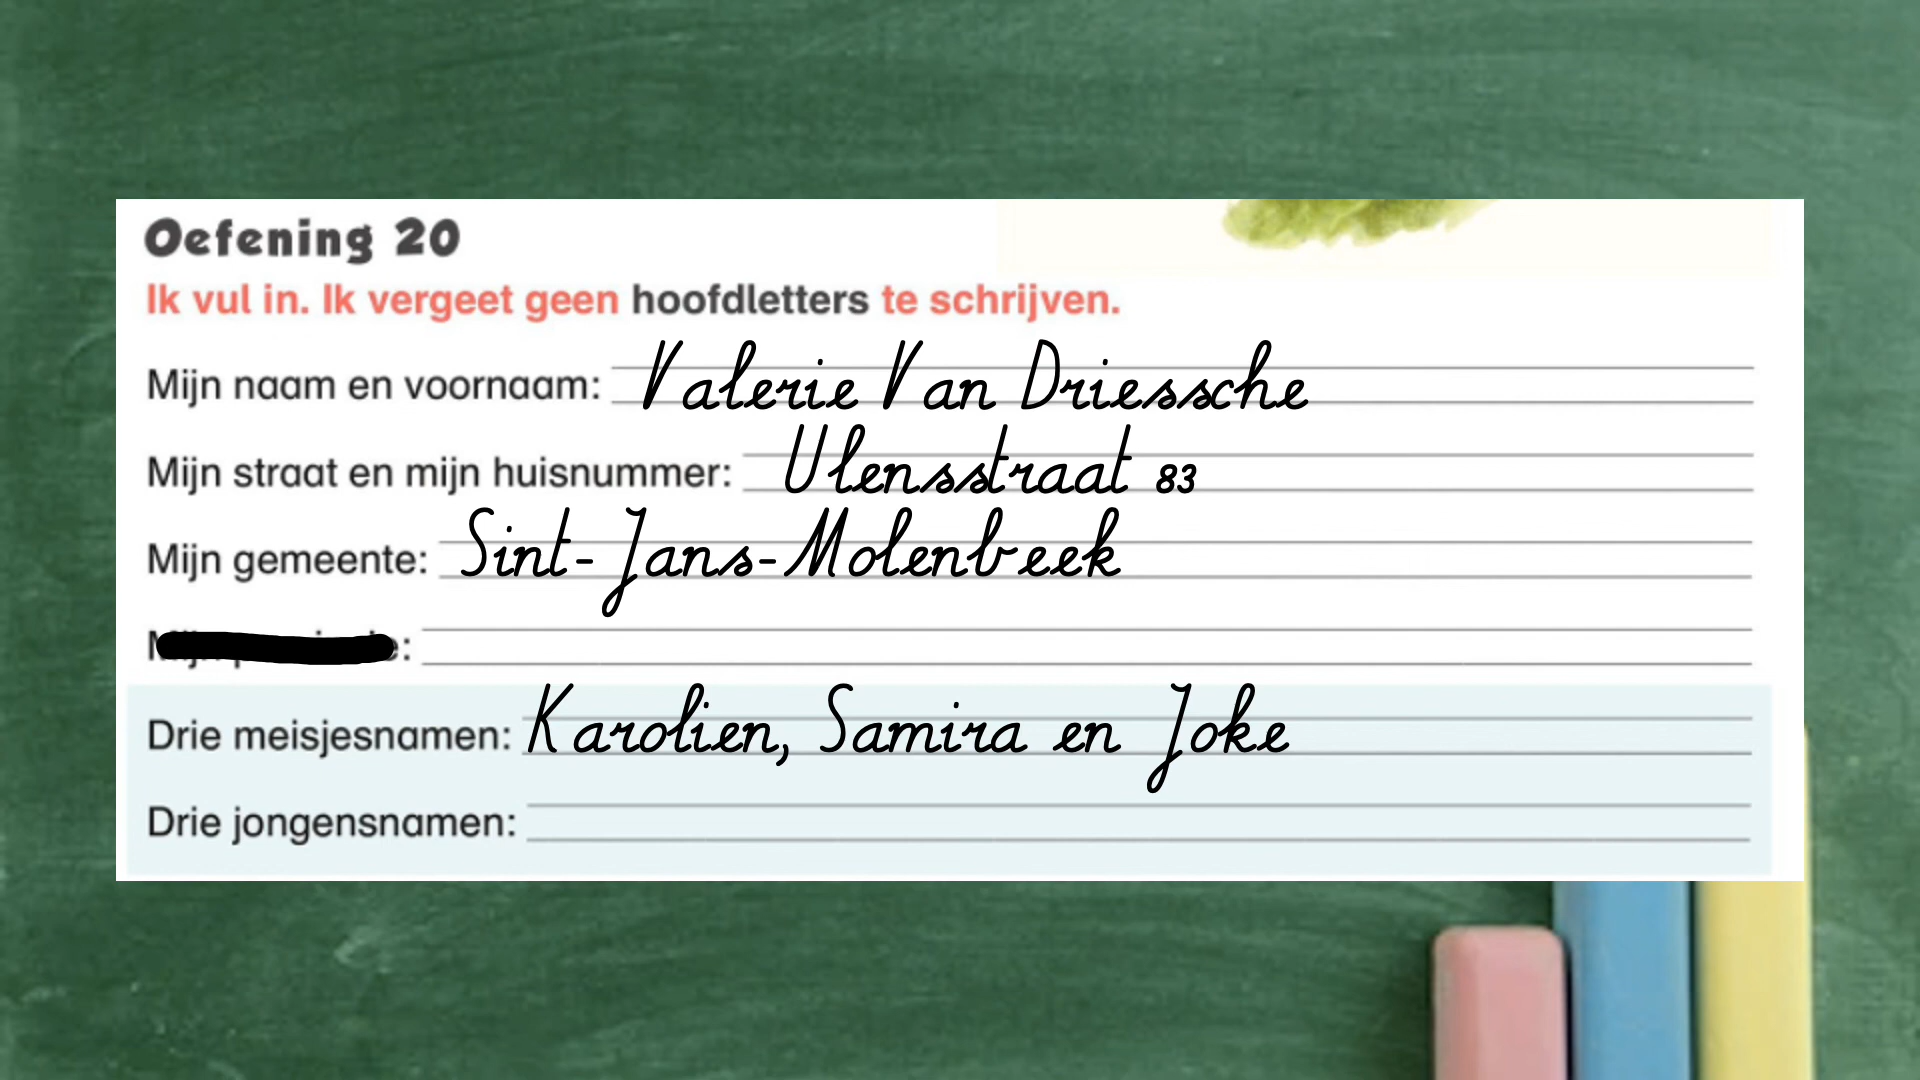 Oefening 20
Ik vul in. Ik vergeet geen hoofdletters te schrijven.
Mijn naam en voornaam: Valerie Van Driessche
Mijn straat en mijn huisnummer: Ulensstraat 83
Mijn gemeente: Sint-Jans-Molenbeek
Drie meisjesnamen: Karolien, Samira en Joke
Drie jongensnamen: